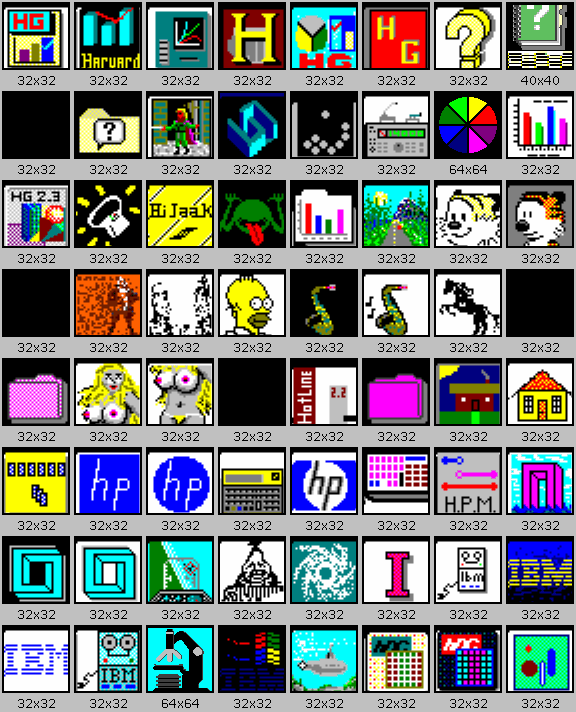 HG Harvard H HG H G ? ?
32x32 32x32 32x32 32x32 32x32 32x32 32x32 40x40
?
32x32 32x32 32x32 32x32 32x32 32x32 64x64 32x32
HG 2.3 HiJaak
32x32 32x32 32x32 32x32 32x32 32x32 32x32 32x32
32x32 32x32 32x32 32x32 32x32 32x32 32x32 32x32
HotLine 2.2
32x32 32x32 32x32 32x32 32x32 32x32 32x32 32x32
hp hp hp H.P.M.
32x32 32x32 32x32 32x32 32x32 32x32 32x32 32x32
I Ibm IBM
32x32 32x32 32x32 32x32 32x32 32x32 32x32 32x32
IBM IBM IBM
32x32 32x32 64x64 32x32 32x32 32x32 32x32 32x32